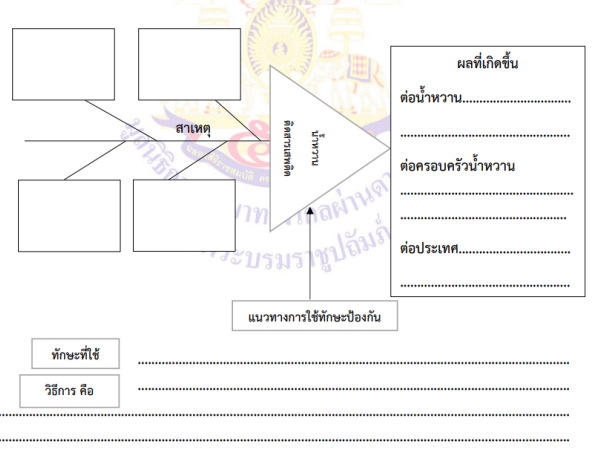 ผลที่เกิดขึ้น
ต่อน้ำหวาน................................
............................................................
ต่อครอบครัวน้ำหวาน
............................................................
............................................................
ต่อประเทศ.................................
............................................................
สาเหตุ
น้ำหวาน
ติดสารเสพติด
แนวทางการใช้ทักษะป้องกัน
ทักษะที่ใช้ ............................................................
วิธีการ คือ ............................................................
............................................................
............................................................